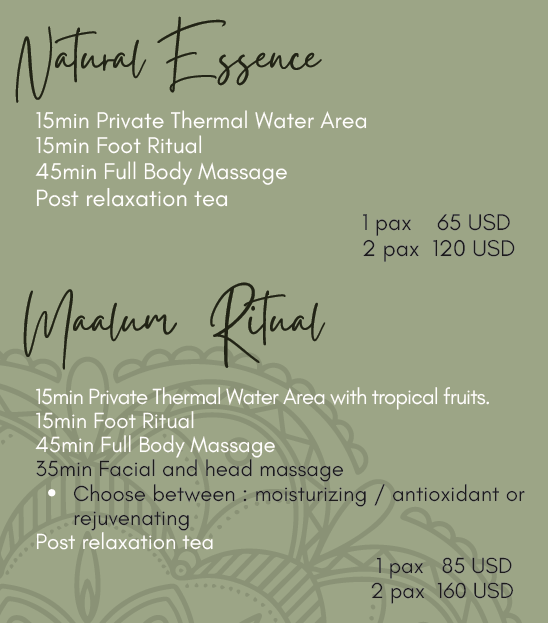 Natural Essence
15min Private Thermal Water Area
15min Foot Ritual
45min Full Body Massage
Post relaxation tea
1 pax 65 USD
2 pax 120 USD
Maalum Ritual
15min Private Thermal Water Area with tropical fruits.
15min Foot Ritual
45min Full Body Massage
35min Facial and head massage
• Choose between : moisturizing / antioxidant or
rejuvenating
Post relaxation tea
1 pax 85 USD
2 pax 160 USD